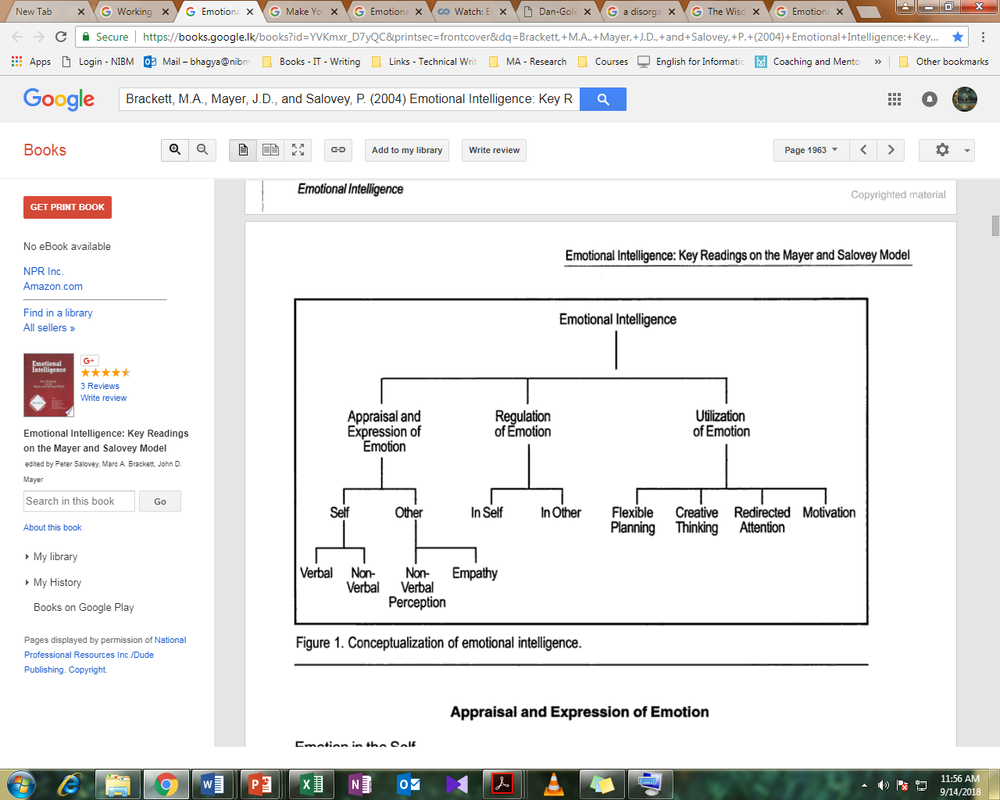 New Tab
Working
Emotiona
Make You
Emotiona
Watch: E
Dan-Gole
a disorga
The Wisd
Emotiona
Secure
https://books.google.lk/books?id=YVKmxr_D7yQC&printsec=frontcover&dq=Brackett,+M.A.,+Mayer,+J.D.,+and+Salovey,+P.+(2004)+Emotional+Intelligence:+Key...
Apps
Login - NIBM
Mail – bhagya@nibm
Books - IT - Writing
Links - Technical Writ
MA - Research
Courses
English for Informatic
Coaching and Mento
»
Other bookmarks
Google
Brackett, M.A., Mayer, J.D., and Salovey, P. (2004) Emotional Intelligence: Key R
Books
Add to my library
Write review
Page 1963
GET PRINT BOOK
No eBook available
NPR Inc.
Amazon.com
Find in a library
All sellers »
Emotional
Intelligence
G+
3 Reviews
Write review
Emotional Intelligence: Key Readings
on the Mayer and Salovey Model
edited by Peter Salovey, Marc A. Brackett, John D.
Mayer
Search in this book
Go
About this book
My library
My History
Books on Google Play
Pages displayed by permission of National
Professional Resources Inc./Dude
Publishing. Copyright.
Emotional Intelligence
Copyrighted material
Emotional Intelligence: Key Readings on the Mayer and Salovey Model
Emotional Intelligence
Appraisal and
Expression of
Emotion
Regulation
of Emotion
Utilization
of Emotion
Self
Other
In Self
In Other
Flexible
Planning
Creative
Thinking
Redirected
Attention
Motivation
Verbal
Non-
Verbal
Non-
Verbal
Perception
Empathy
Figure 1. Conceptualization of emotional intelligence.
Appraisal and Expression of Emotion
Emotion in the Self
11:56 AM
9/14/2018